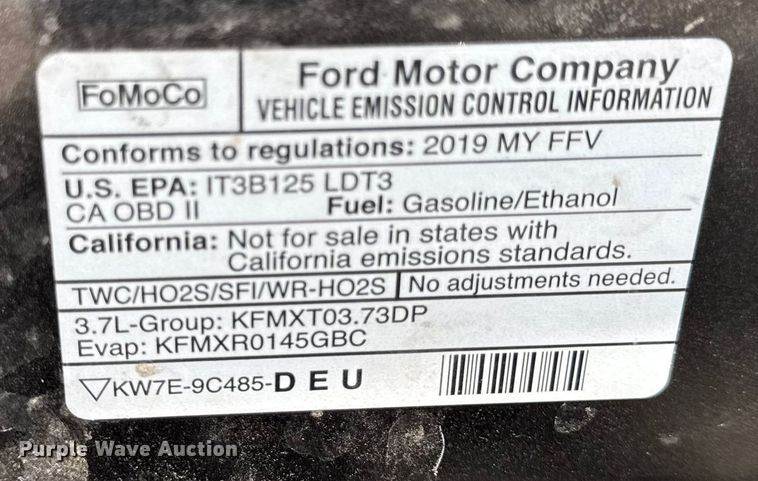 FoMoCo
Ford Motor Company
VEHICLE EMISSION CONTROL INFORMATION
Conforms to regulations: 2019 MY FFV
U.S. EPA: IT3B125 LDT3
CA OBD II Fuel: Gasoline/Ethanol
California: Not for sale in states with
California emissions standards.
TWC/HO2S/SFI/WR-HO2S No adjustments needed.
3.7L-Group: KFMXT03.73DP
Evap: KFMXR0145GBC
KW7E-9C485-D E U
Purple Wave Auction